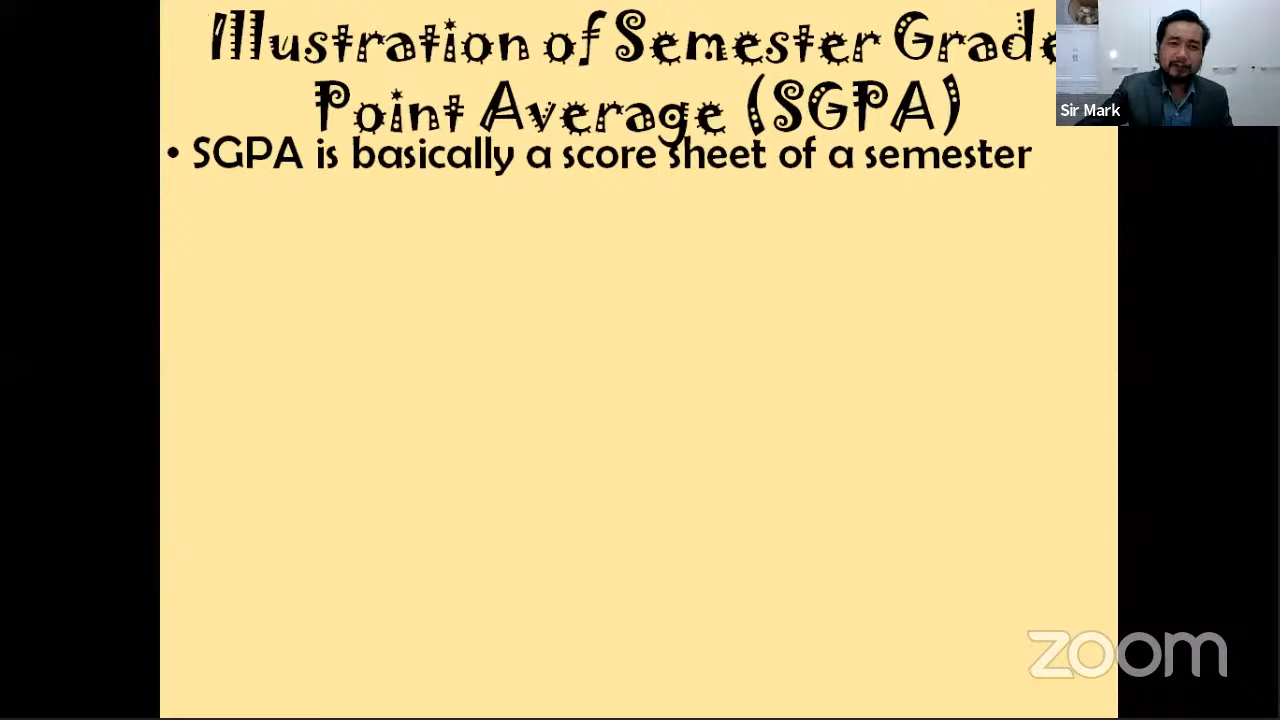 Illustration of Semester Grade
Point Average (SGPA)
• SGPA is basically a score sheet of a semester
Sir Mark
zoom